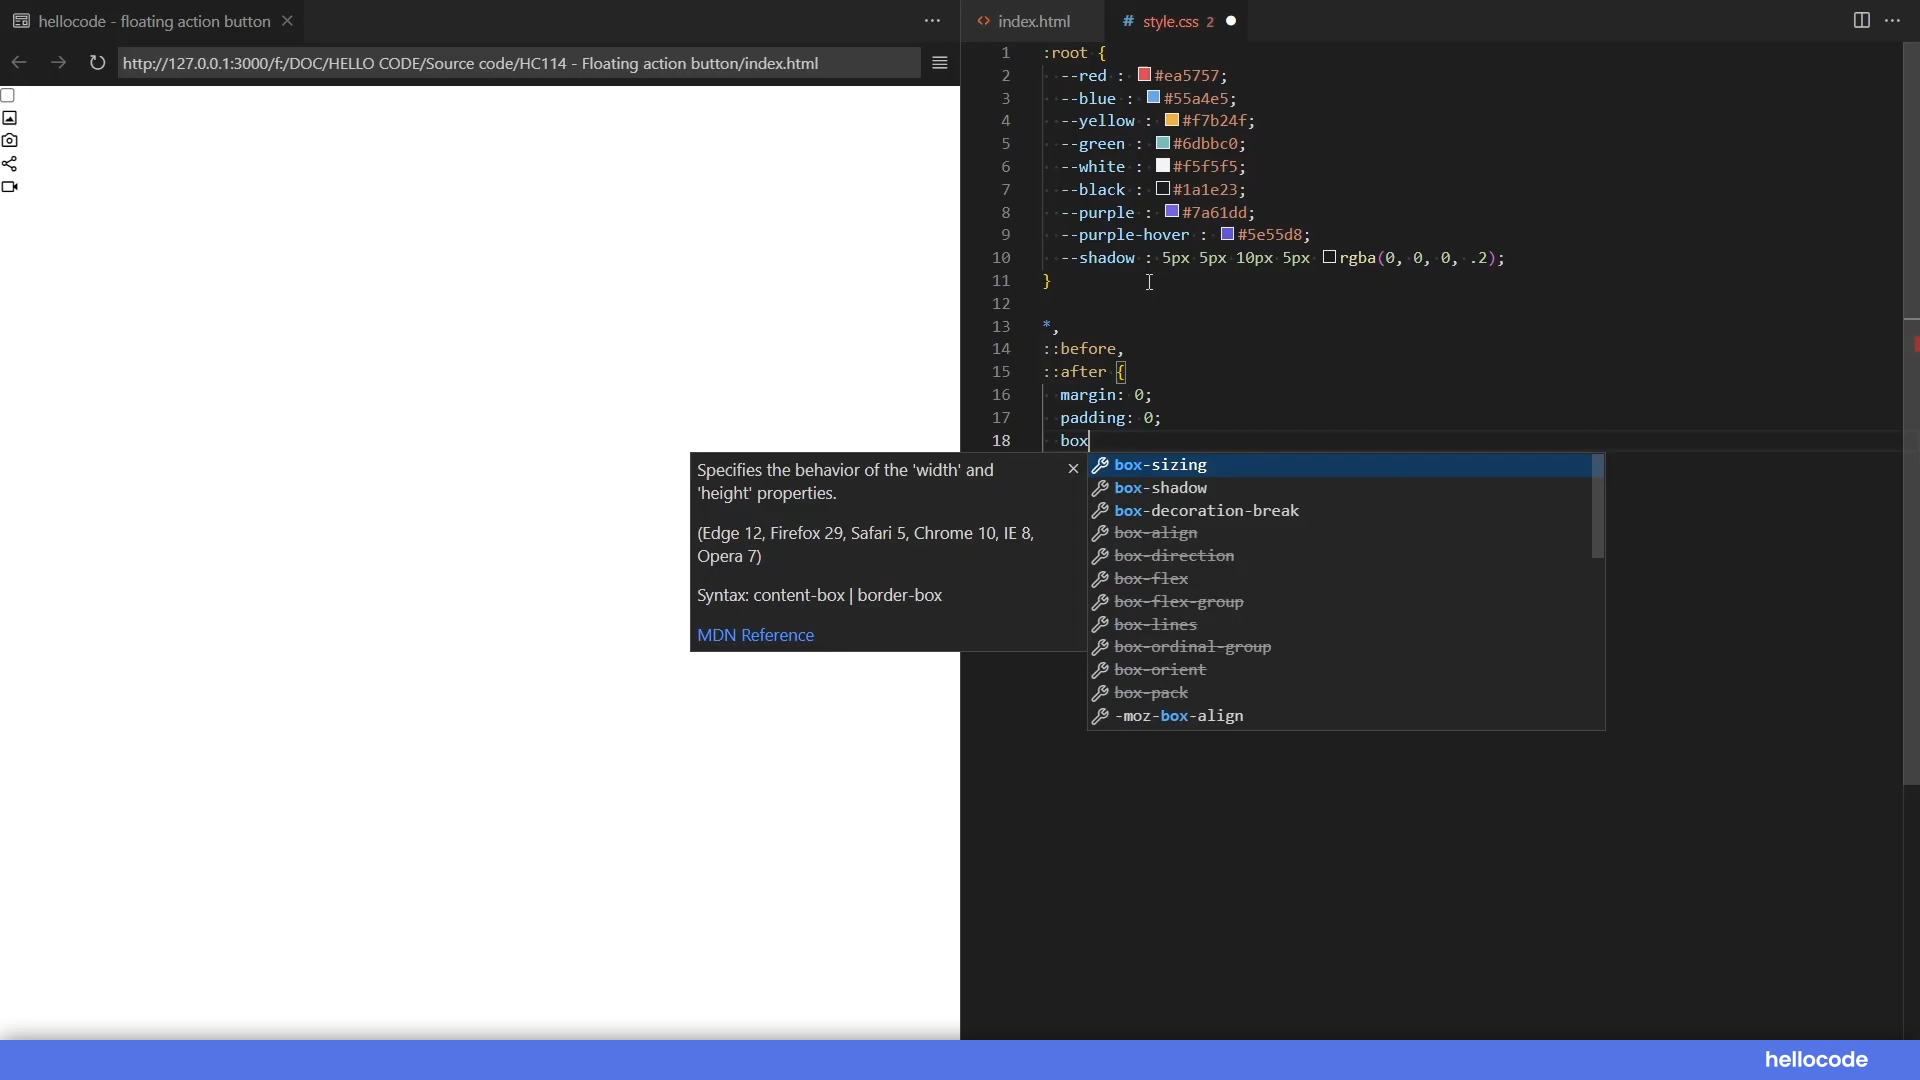 hellocode - floating action button
http://127.0.0.1:3000/f:/DOC/HELLO CODE/Source code/HC114 - Floating action button/index.html
index.html
# style.css 2
1 :root {
2 --red : #ea5757;
3 --blue : #55a4e5;
4 --yellow : #f7b24f;
5 --green : #6dbbc0;
6 --white : #f5f5f5;
7 --black : #1a1e23;
8 --purple : #7a61dd;
9 --purple-hover : #5e55d8;
10 --shadow : 5px 5px 10px 5px rgba(0, 0, 0, .2);
11 }
12
13 *,
14 ::before,
15 ::after {
16 margin: 0;
17 padding: 0;
18 box
Specifies the behavior of the 'width' and
'height' properties.
(Edge 12, Firefox 29, Safari 5, Chrome 10, IE 8,
Opera 7)
Syntax: content-box | border-box
MDN Reference
box-sizing
box-shadow
box-decoration-break
box-align
box-direction
box-flex
box-flex-group
box-lines
box-ordinal-group
box-orient
box-pack
-moz-box-align
hellocode